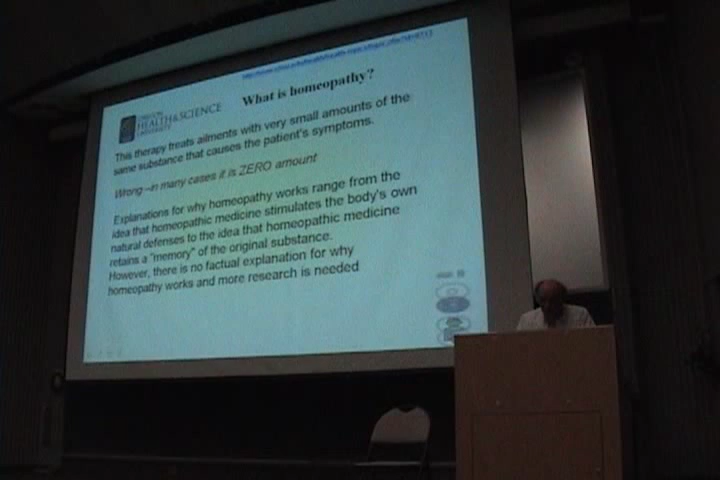 What is homeopathy?
OREGON
HEALTH&SCIENCE
UNIVERSITY
This therapy treats ailments with very small amounts of the
same substance that causes the patient's symptoms.
Wrong --in many cases it is ZERO amount
Explanations for why homeopathy works range from the
idea that homeopathic medicine stimulates the body's own
natural defenses to the idea that homeopathic medicine
retains a "memory" of the original substance.
However, there is no factual explanation for why
homeopathy works and more research is needed